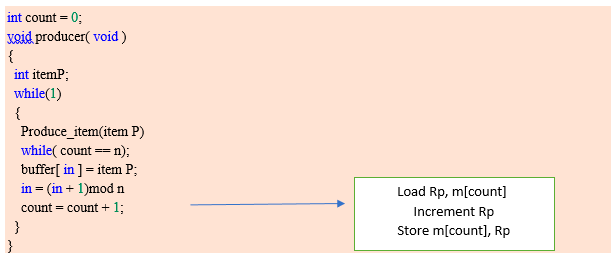 int count = 0;
void producer( void )
{
int itemP;
while(1)
{
Produce_item(item P)
while( count == n);
buffer[ in ] = item P;
in = (in + 1)mod n
count = count + 1;
}
}
Load Rp, m[count]
Increment Rp
Store m[count], Rp